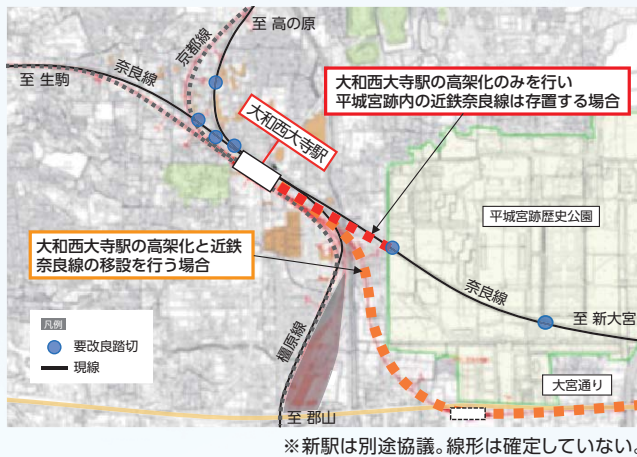 至 高の原
京都線
至 生駒
奈良線
大和西大寺駅の高架化のみを行い
平城宮跡内の近鉄奈良線は存置する場合
大和西大寺駅
平城宮跡歴史公園
大和西大寺駅の高架化と近鉄
奈良線の移設を行う場合
奈良線
至 新大宮
凡例
要改良踏切
現線
橿原線
大宮通り
至 郡山
※新駅は別途協議。線形は確定していない。